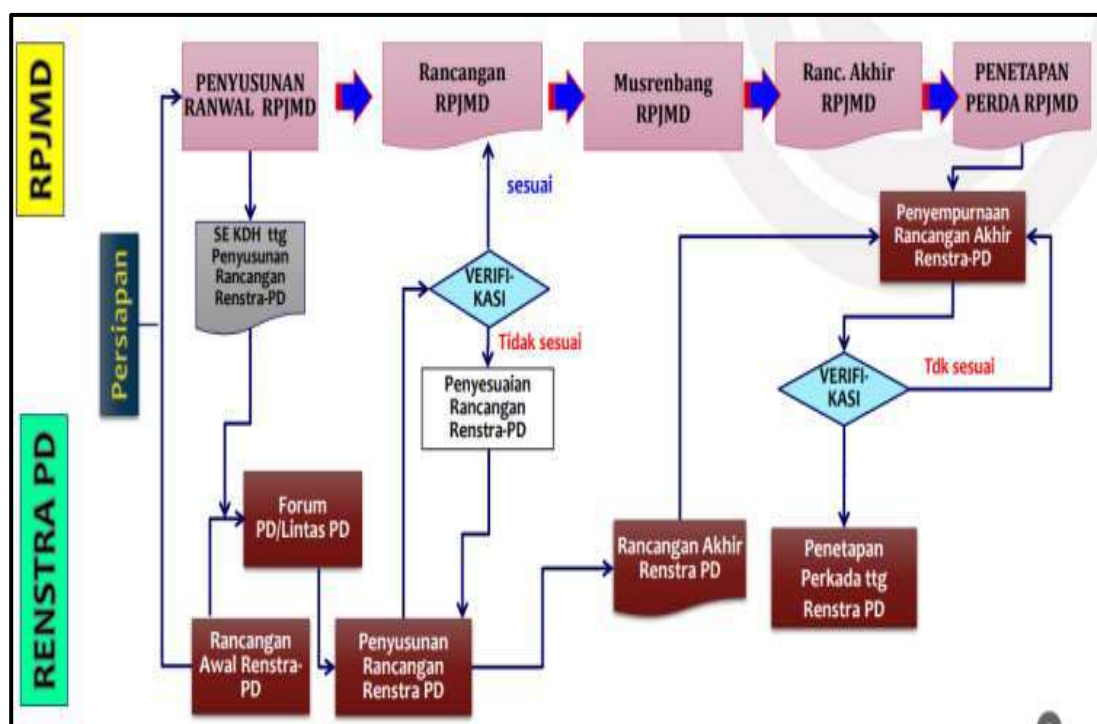 RPJMD
PENYUSUNAN
RANWAL RPJMD
Rancangan
RPJMD
Musrenbang
RPJMD
Ranc. Akhir
RPJMD
PENETAPAN
PERDA RPJMD
sesuai
Penyempurnaan
Rancangan Akhir
Renstra-PD
SE KDH ttg
Penyusunan
Rancangan
Renstra-PD
VERIFI-
KASI
Persiapan
Tidak sesuai
VERIFI-
KASI
Tdk sesuai
Penyesuaian
Rancangan
Renstra-PD
RENSTRA PD
Forum
PD/Lintas PD
Rancangan Akhir
Renstra PD
Penetapan
Perkada ttg
Renstra PD
Rancangan
Awal Renstra-
PD
Penyusunan
Rancangan
Renstra PD